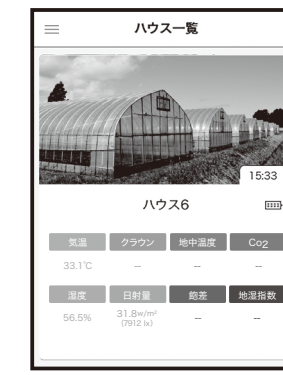 ハウス一覧
15:33
ハウス6
気温 クラウン 地中温度 Co2
33.1℃ -- -- --
湿度 日射量 飽差 地温指数
56.5% 31.8w/m² -- --
(7912 lx)